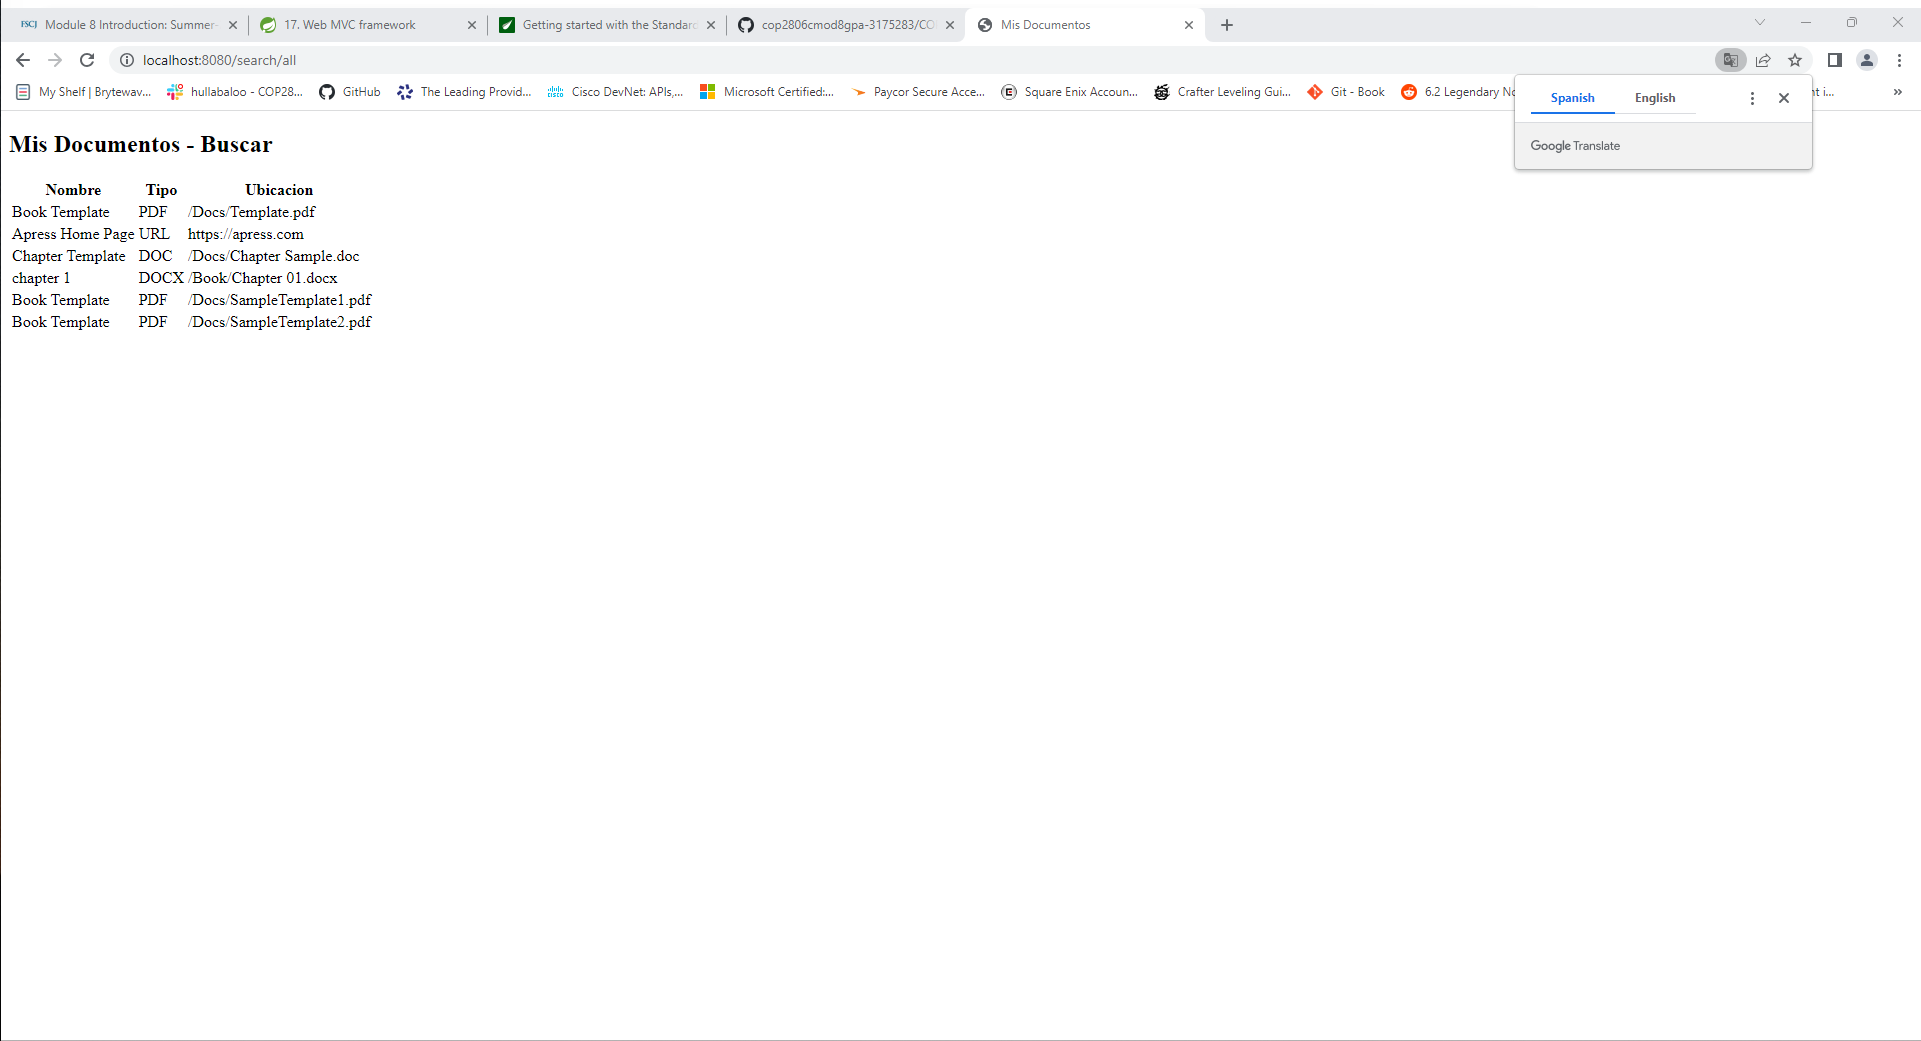 FSCJ Module 8 Introduction: Summer-
17. Web MVC framework
Getting started with the Standard
cop2806cmod8gpa-3175283/CO
Mis Documentos
localhost:8080/search/all
My Shelf | Brytewav...
hullabaloo - COP28...
GitHub
The Leading Provid...
Cisco DevNet: APIs,...
Microsoft Certified:...
Paycor Secure Acce...
Square Enix Accoun...
Crafter Leveling Gui...
Git - Book
6.2 Legendary No
nt i...
»
Spanish English
Google Translate
Mis Documentos - Buscar
Nombre Tipo Ubicacion
Book Template PDF /Docs/Template.pdf
Apress Home Page URL https://apress.com
Chapter Template DOC /Docs/Chapter Sample.doc
chapter 1 DOCX /Book/Chapter 01.docx
Book Template PDF /Docs/SampleTemplate1.pdf
Book Template PDF /Docs/SampleTemplate2.pdf